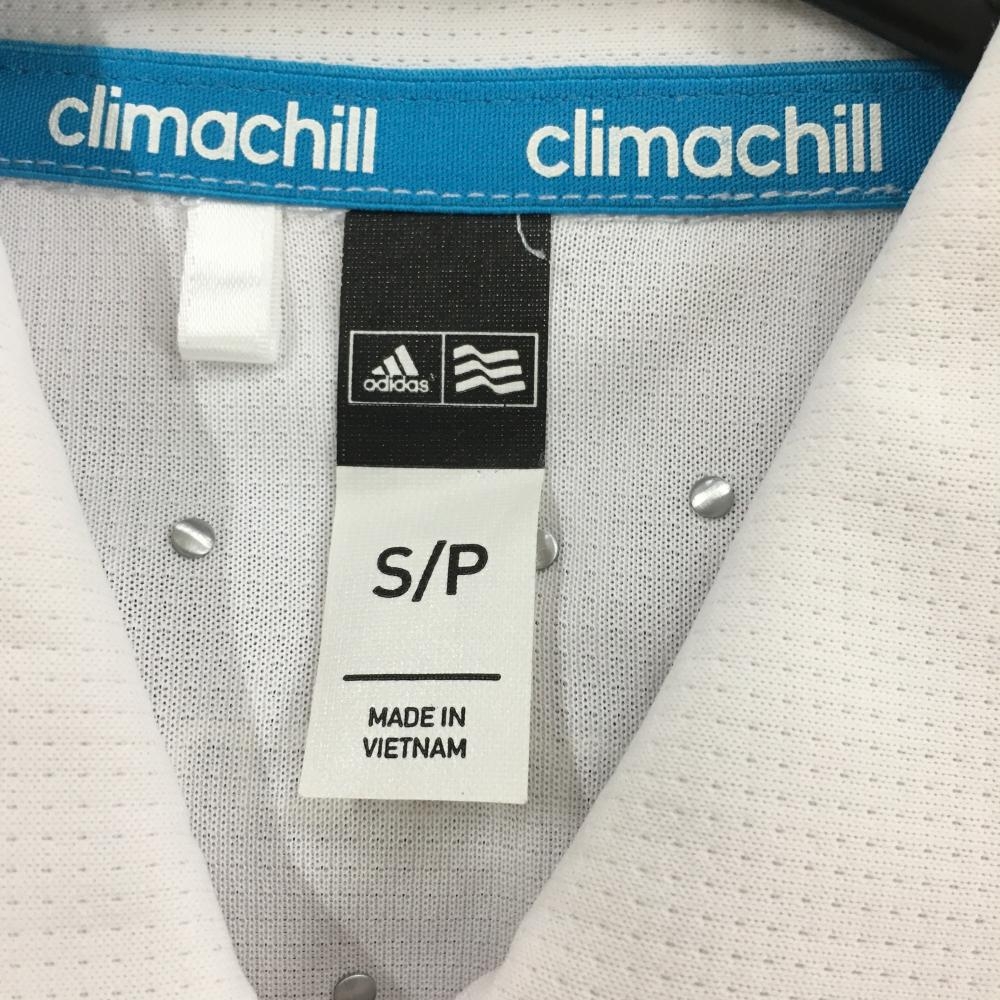 climachill climachill
adidas
S/P
MADE IN
VIETNAM